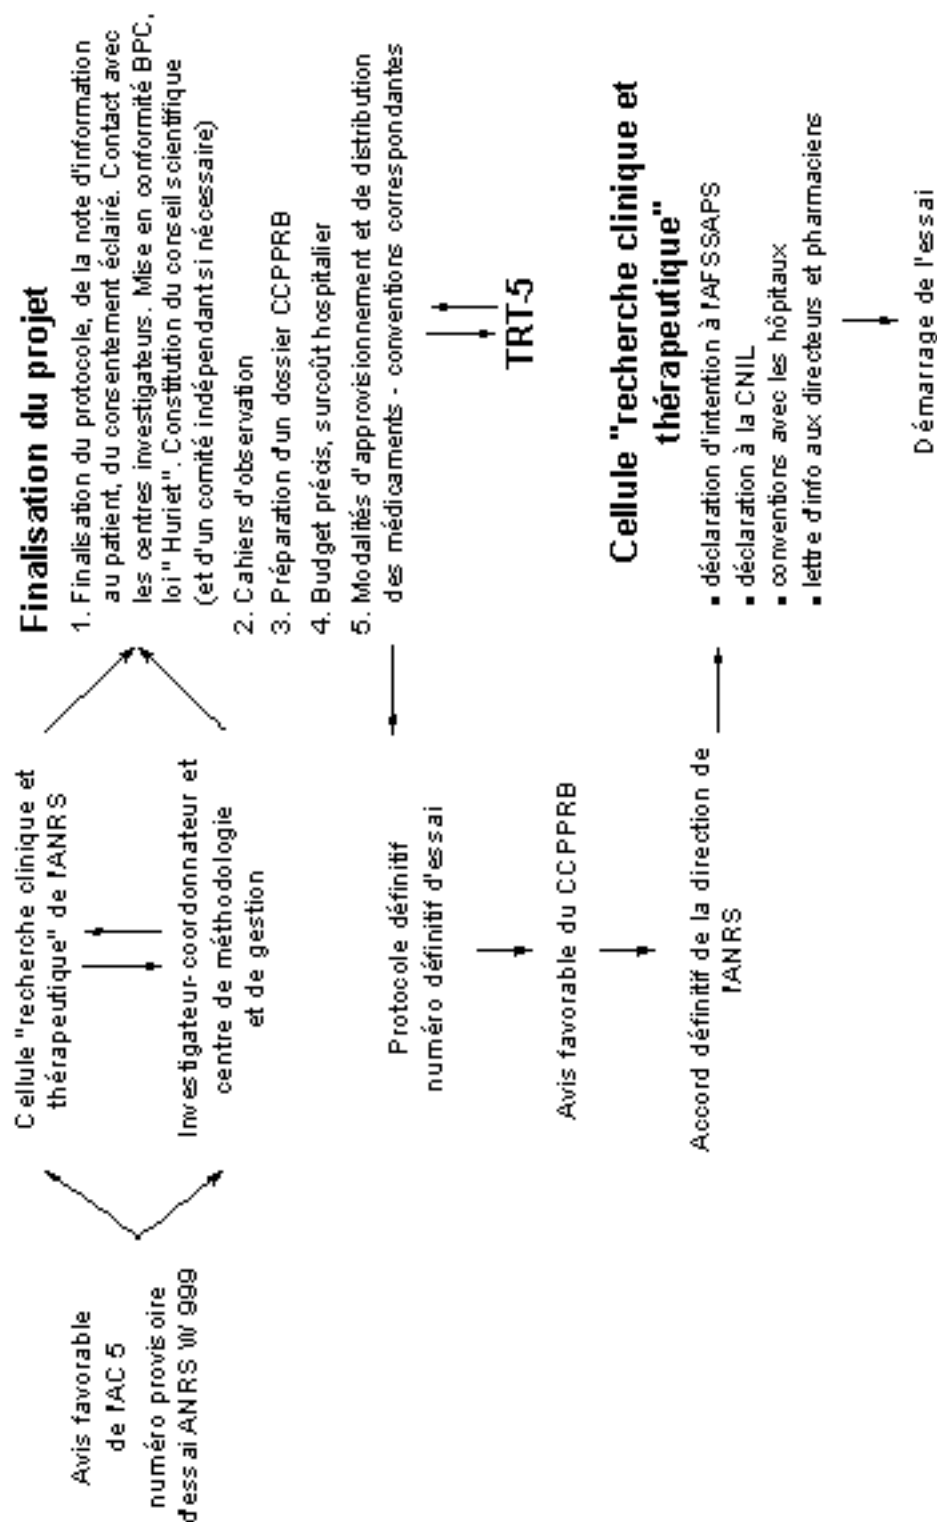 Avis favorable
de l'AC 5
numéro provisoire
d'essai ANRS W 999
Cellule "recherche clinique et
thérapeutique" de l'ANRS
Investigateur-coordonnateur et
centre de méthodologie
et de gestion
Finalisation du projet
1. Finalisation du protocole, de la note d'information
au patient, du consentement éclairé. Contact avec
les centres investigateurs. Mise en conformité BPC,
loi "Huriet". Constitution du conseil scientifique
(et d'un comité indépendant si nécessaire)
2. Cahiers d'observation
3. Préparation d'un dossier CCPPRB
4. Budget précis, surcoût hospitalier
5. Modalités d'approvisionnement et de distribution
des médicaments - conventions correspondantes
TRT-5
Protocole définitif
numéro définitif d'essai
Avis favorable du CCPPRB
Accord définitif de la direction de
l'ANRS
Cellule "recherche clinique et
thérapeutique"
▪ déclaration d'intention à l'AFSSAPS
▪ déclaration à la CNIL
▪ conventions avec les hôpitaux
▪ lettre d'info aux directeurs et pharmaciens
Démarrage de l'essai